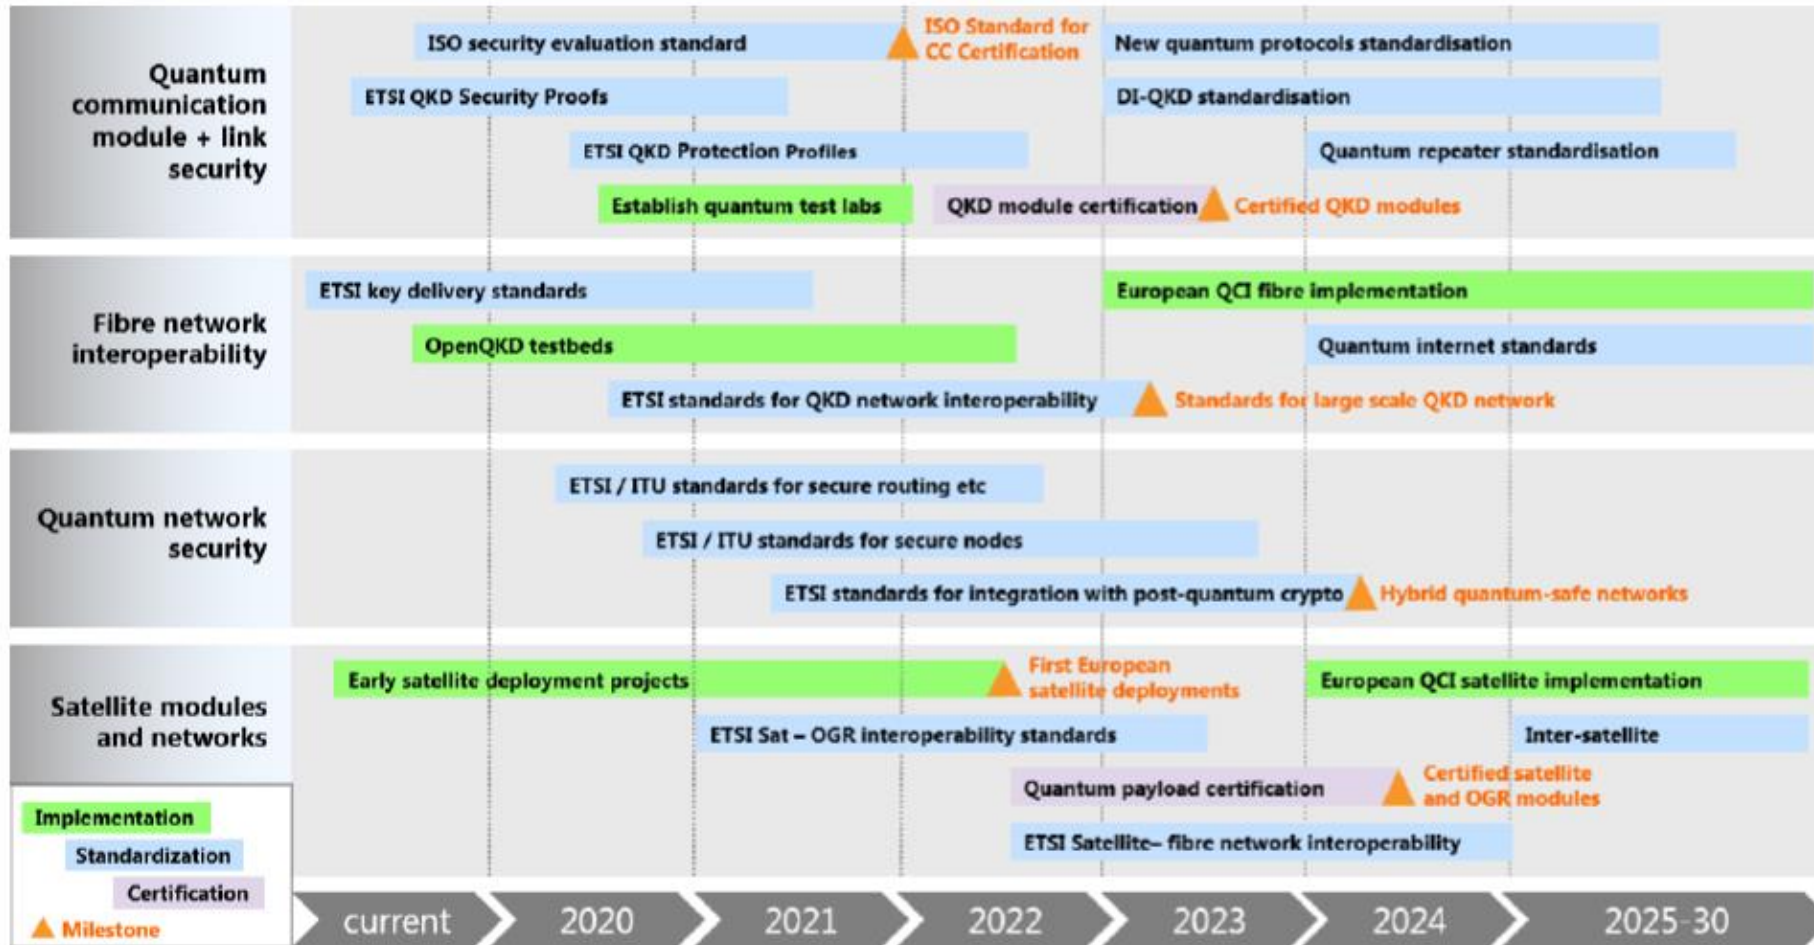 Quantum
communication
module + link
security
ISO security evaluation standard
ISO Standard for
CC Certification
New quantum protocols standardisation
ETSI QKD Security Proofs
DI-QKD standardisation
ETSI QKD Protection Profiles
Quantum repeater standardisation
Establish quantum test labs
QKD module certification
Certified QKD modules
Fibre network
interoperability
ETSI key delivery standards
European QCI fibre implementation
OpenQKD testbeds
Quantum internet standards
ETSI standards for QKD network interoperability
Standards for large scale QKD network
Quantum network
security
ETSI / ITU standards for secure routing etc
ETSI / ITU standards for secure nodes
ETSI standards for integration with post-quantum crypto
Hybrid quantum-safe networks
Satellite modules
and networks
Early satellite deployment projects
First European
satellite deployments
European QCI satellite implementation
ETSI Sat – OGR interoperability standards
Inter-satellite
Quantum payload certification
Certified satellite
and OGR modules
ETSI Satellite– fibre network interoperability
Implementation
Standardization
Certification
Milestone
current
2020
2021
2022
2023
2024
2025-30